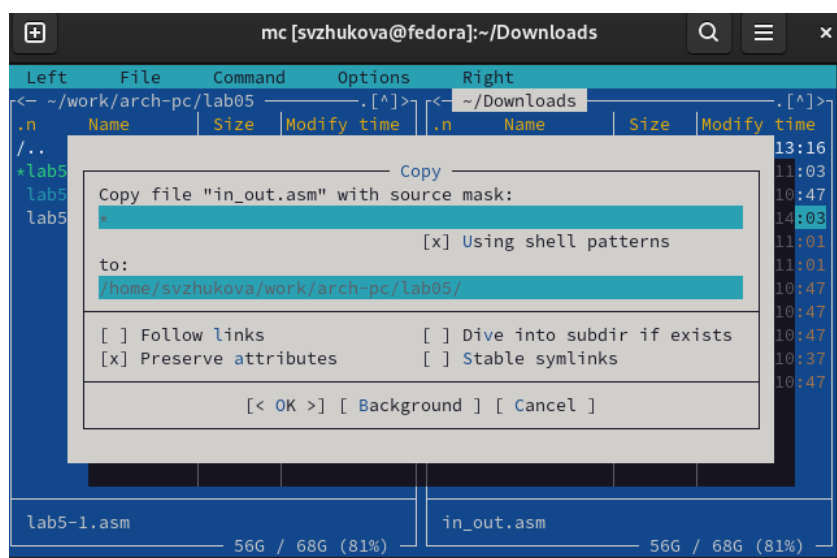 mc [svzhukova@fedora]:~/Downloads
Left File Command Options Right
<— ~/work/arch-pc/lab05 .[^]> <— ~/Downloads .[^]>
.n Name Size Modify time .n Name Size Modify time
/.. 13:16
*lab5 Copy 11:03
lab5 Copy file "in_out.asm" with source mask: 10:47
lab5 * 14:03
[x] Using shell patterns 11:01
to: 11:01
/home/svzhukova/work/arch-pc/lab05/ 10:47
10:47
[ ] Follow links [ ] Dive into subdir if exists 10:47
[x] Preserve attributes [ ] Stable symlinks 10:37
10:47
[< OK >] [ Background ] [ Cancel ]
lab5-1.asm in_out.asm
56G / 68G (81%) 56G / 68G (81%)